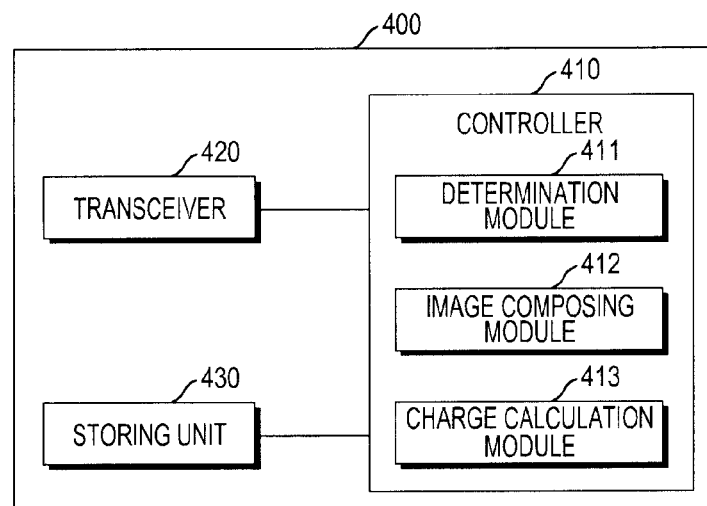 400
410
CONTROLLER
420
TRANSCEIVER
411
DETERMINATION
MODULE
412
IMAGE COMPOSING
MODULE
430
STORING UNIT
413
CHARGE CALCULATION
MODULE